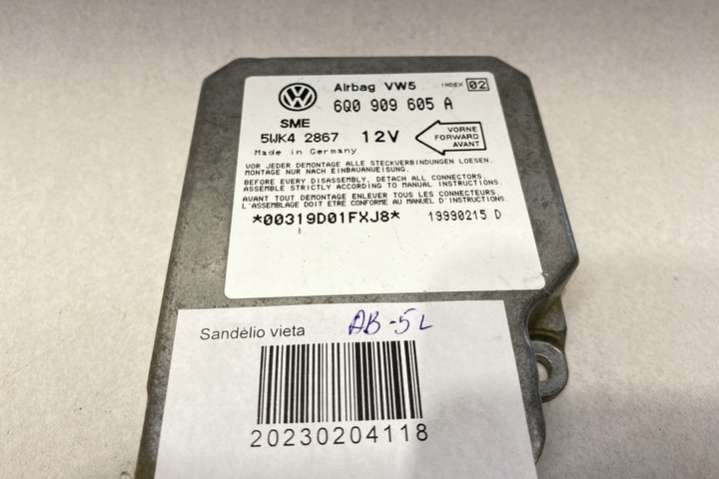 Airbag VW5 INDEX 02
6Q0 909 605 A
SME
5WK4 2867 12V
VORNE
FORWARD
AVANT
Made in Germany
VOR JEDER DEMONTAGE ALLE STECKVERBINDUNGEN LOESEN.
MONTAGE NUR NACH EINBAUANWEISUNG.
BEFORE EVERY DISASSEMBLY, DETACH ALL CONNECTORS.
ASSEMBLE STRICTLY ACCORDING TO MANUAL INSTRUCTIONS.
AVANT TOUT DEMONTAGE ENLEVER TOUS LES CONNECTEURS.
L'ASSEMBLAGE DOIT ETRE CONFORME AU MANUEL D'INSTRUCTIONS.
*00319D01FXJ8* 19990215 D
Sandėlio vieta AB-5L
20230204118